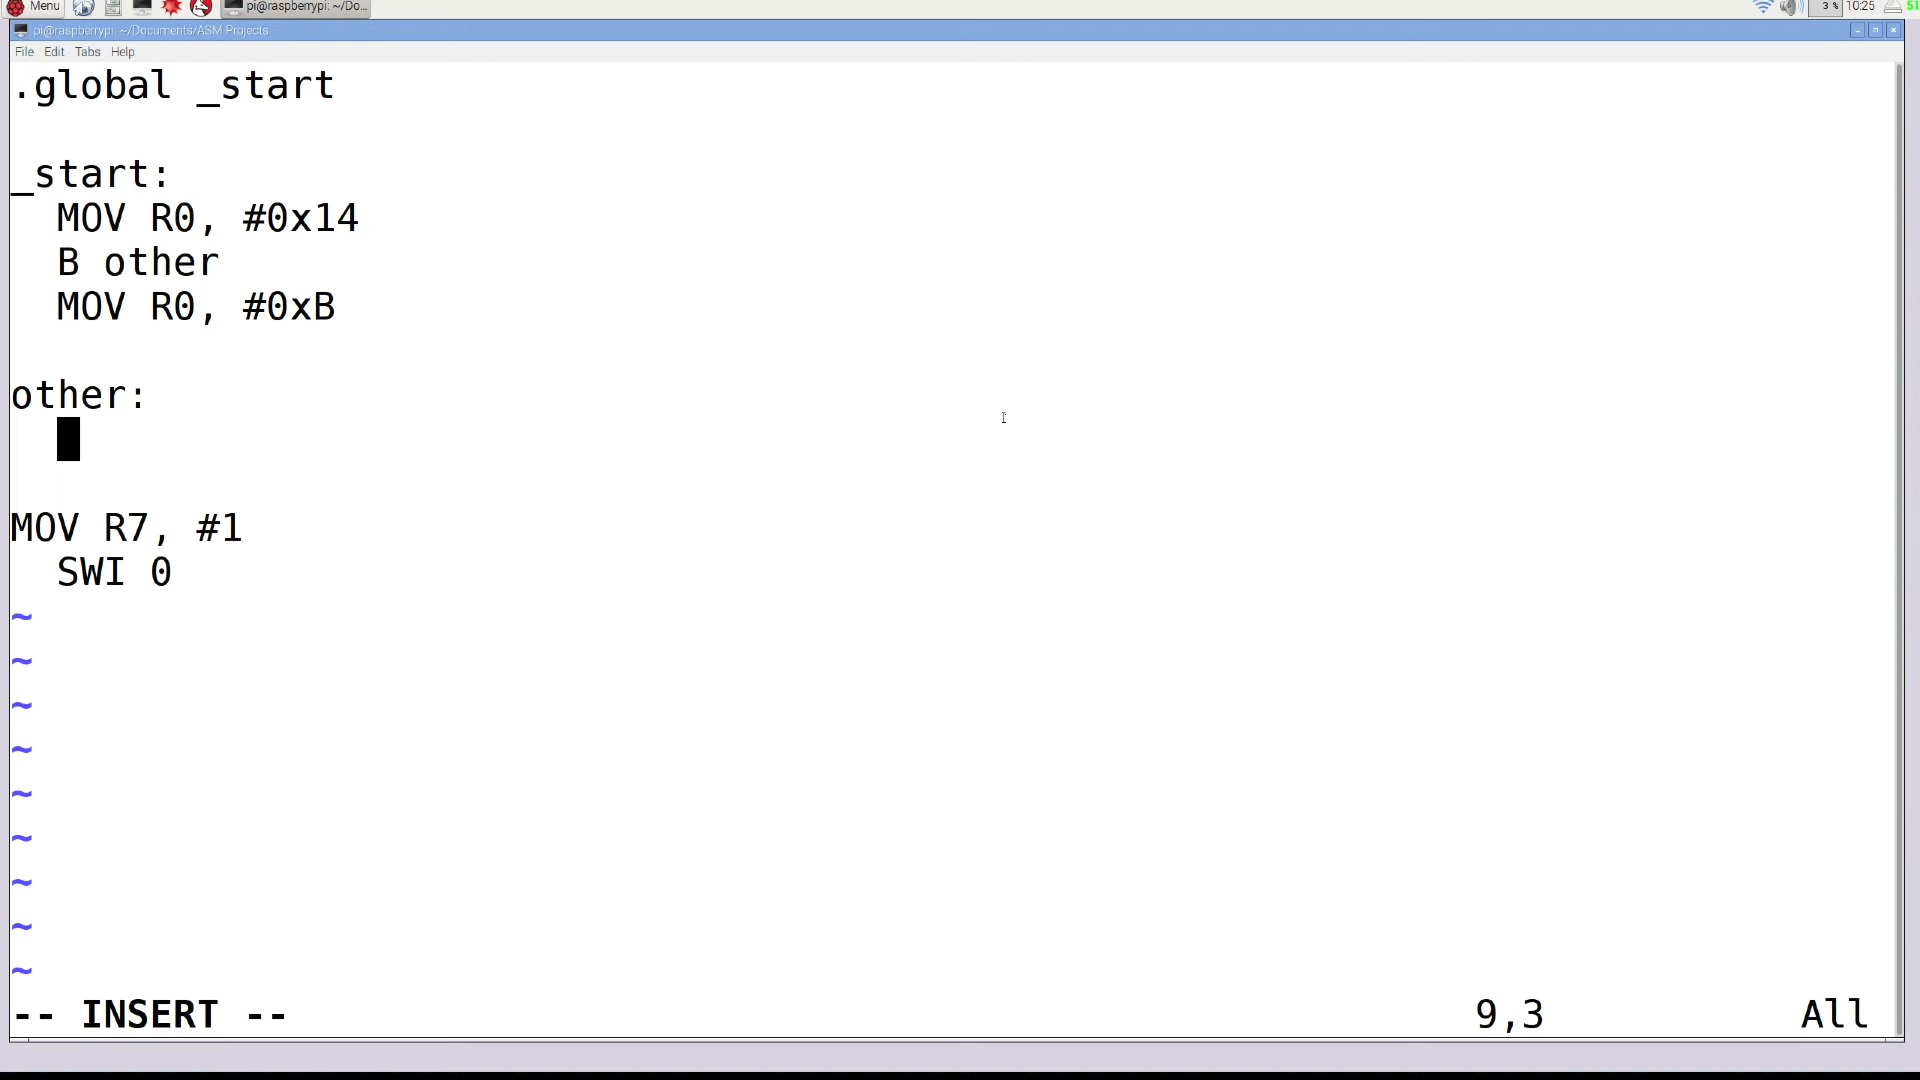 Menu pi@raspberrypi: ~/Do... 3 % 10:25 51
pi@raspberrypi: ~/Documents/ASM Projects
File Edit Tabs Help
.global _start
_start:
MOV R0, #0x14
B other
MOV R0, #0xB
other:
MOV R7, #1
SWI 0
~
~
~
~
~
~
~
~
~
-- INSERT -- 9,3 All